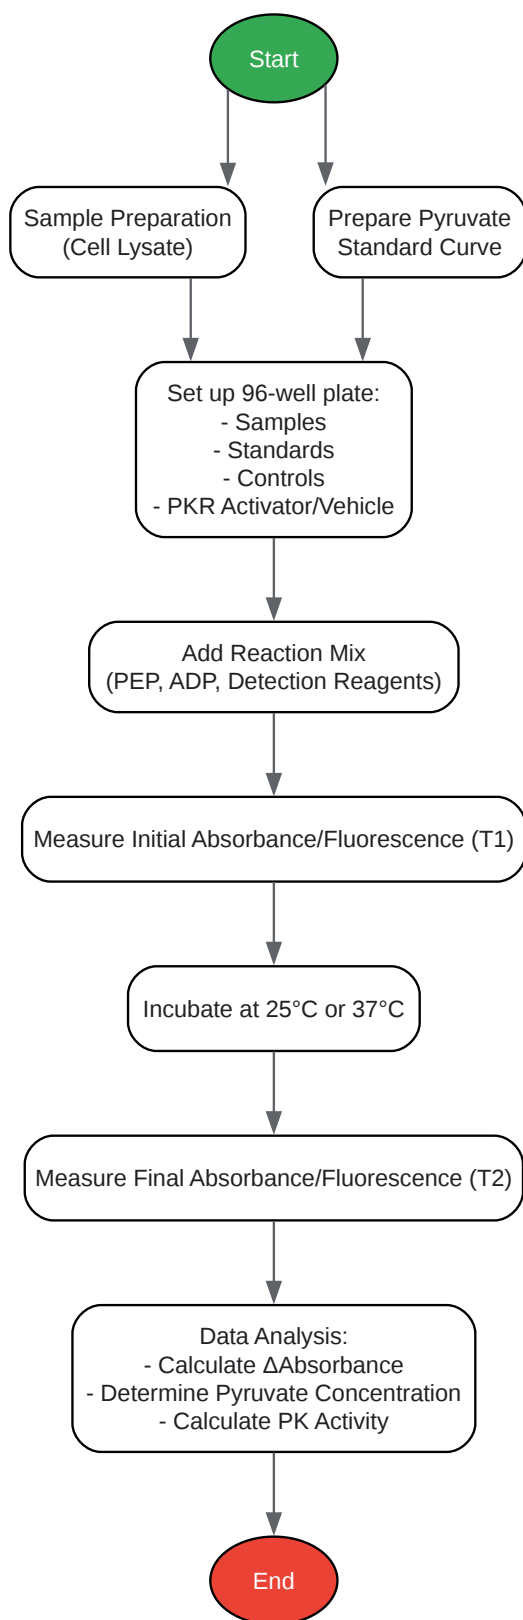 Start
Sample Preparation
(Cell Lysate)
Prepare Pyruvate
Standard Curve
Set up 96-well plate:
- Samples
- Standards
- Controls
- PKR Activator/Vehicle
Add Reaction Mix
(PEP, ADP, Detection Reagents)
Measure Initial Absorbance/Fluorescence (T1)
Incubate at 25°C or 37°C
Measure Final Absorbance/Fluorescence (T2)
Data Analysis:
- Calculate ΔAbsorbance
- Determine Pyruvate Concentration
- Calculate PK Activity
End